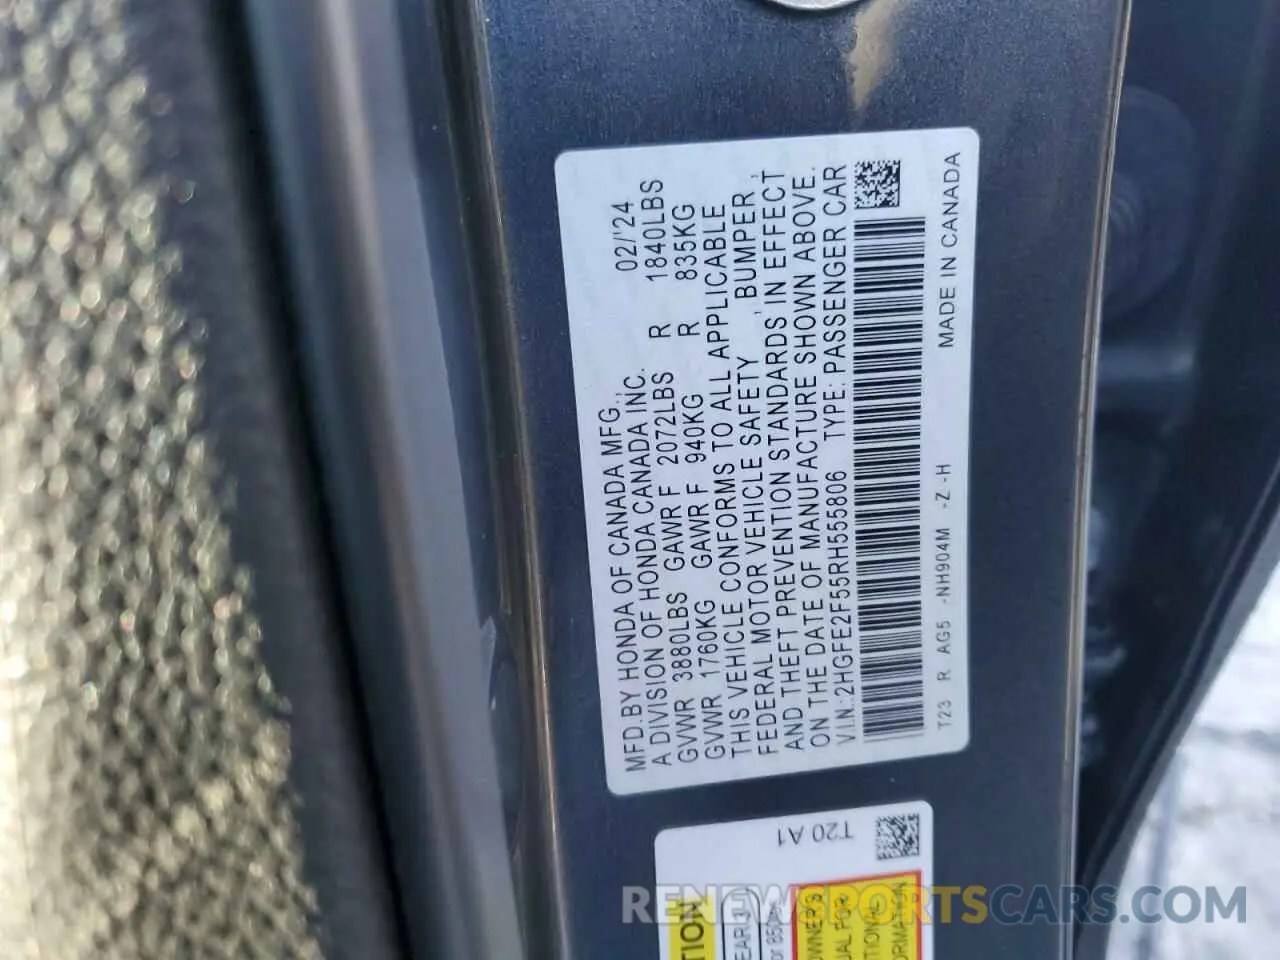 MFD.BY HONDA OF CANADA MFG., 02/'24
A DIVISION OF HONDA CANADA INC.
GVWR 3880LBS GAWR F 2072LBS R 1840LBS
GVWR 1760KG GAWR F 940KG R 835KG
THIS VEHICLE CONFORMS TO ALL APPLICABLE
FEDERAL MOTOR VEHICLE SAFETY, BUMPER,
AND THEFT PREVENTION STANDARDS IN EFFECT
ON THE DATE OF MANUFACTURE SHOWN ABOVE.
V.I.N.:2HGFE2F55RH555806 TYPE: PASSENGER CAR
T23 R AG5 -NH904M -Z -H MADE IN CANADA
T20 A1
TION
OWNER'S
FOR
RENEWSPORTSCARS.COM